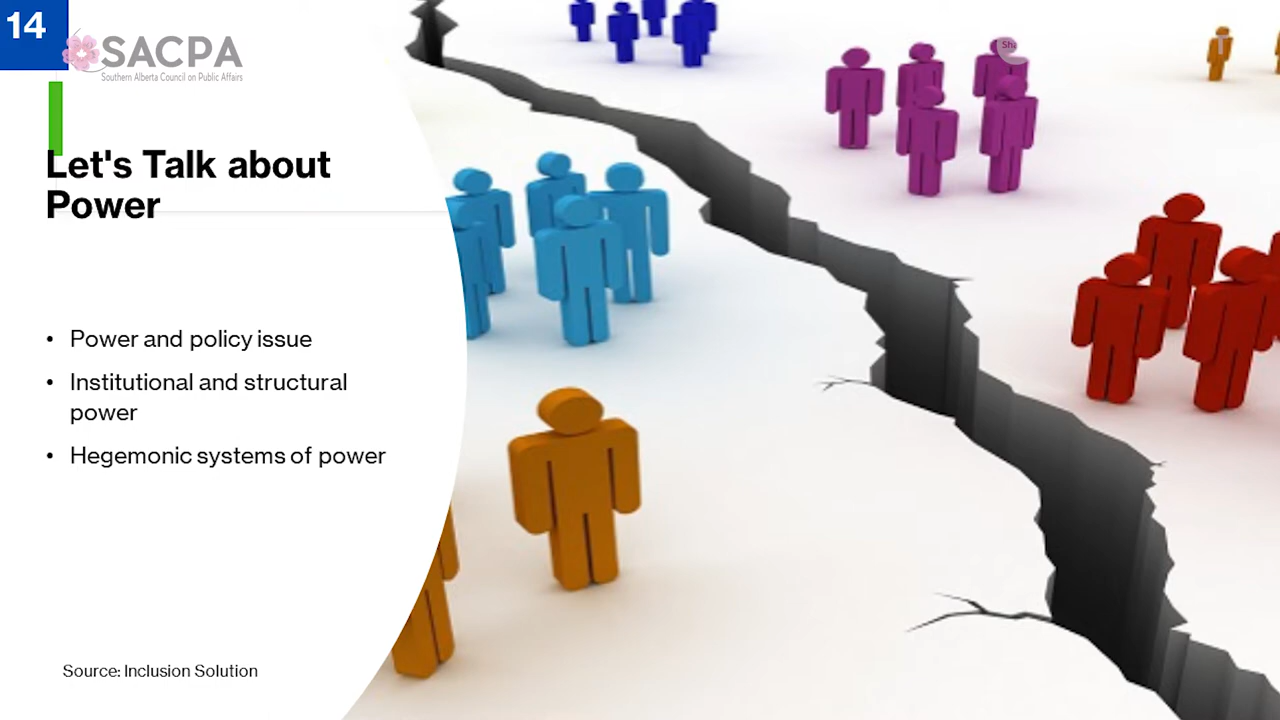 14
SACPA
Southern Alberta Council on Public Affairs
Let's Talk about
Power
• Power and policy issue
• Institutional and structural
power
• Hegemonic systems of power
Source: Inclusion Solution
Sha
T